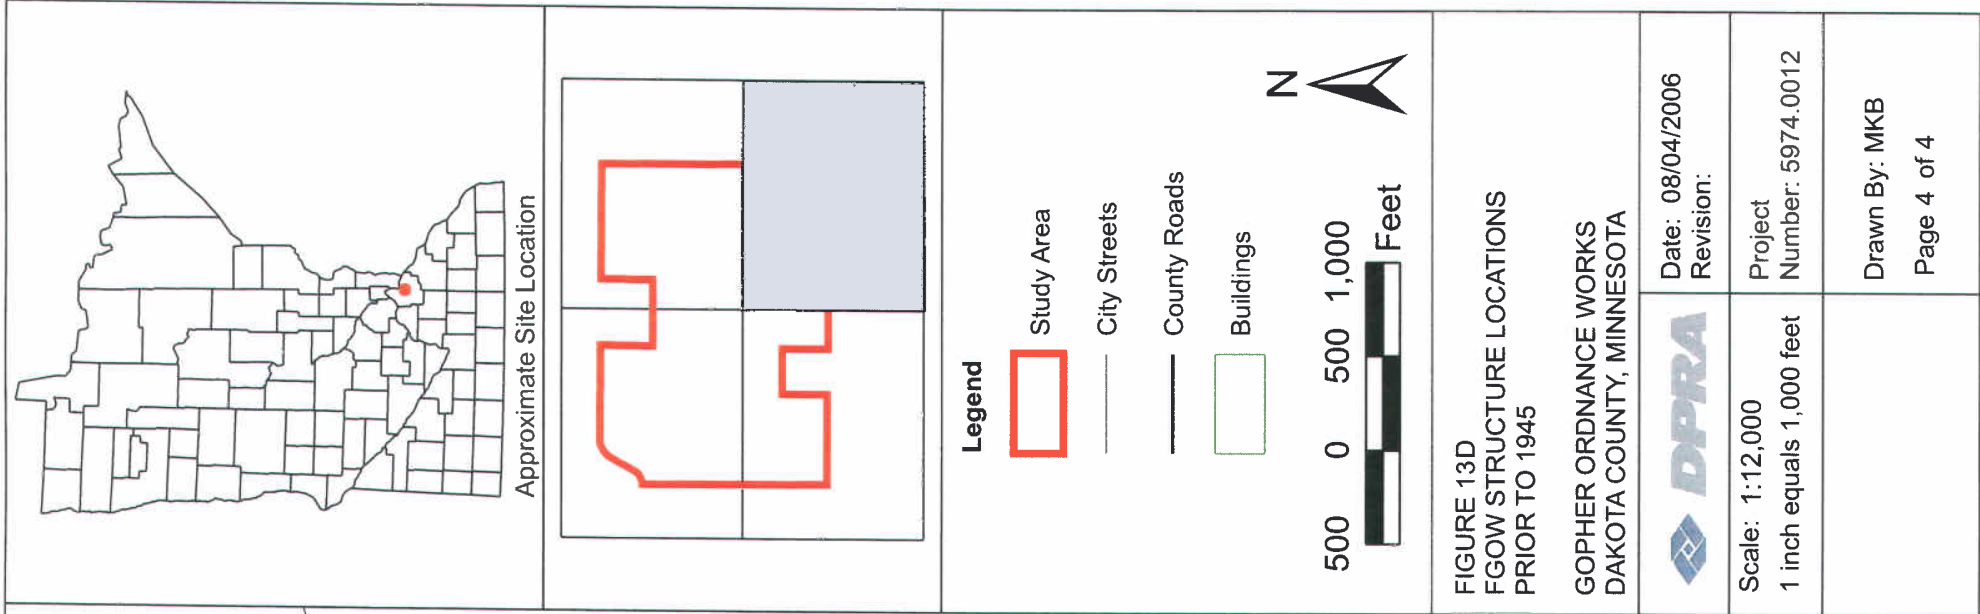 Approximate Site Location
Legend
Study Area
City Streets
County Roads
Buildings
N
500 0 500 1,000
Feet
FIGURE 13D
FGOW STRUCTURE LOCATIONS
PRIOR TO 1945
GOPHER ORDNANCE WORKS
DAKOTA COUNTY, MINNESOTA
DPRA
Date: 08/04/2006
Revision:
Scale: 1:12,000
1 inch equals 1,000 feet
Project
Number: 5974.0012
Drawn By: MKB
Page 4 of 4